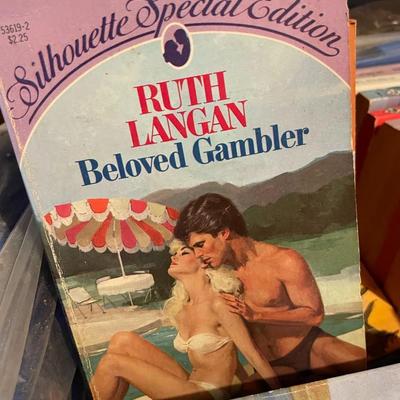 53619-2
$2.25
Silhouette Special Edition
RUTH
LANGAN
Beloved Gambler